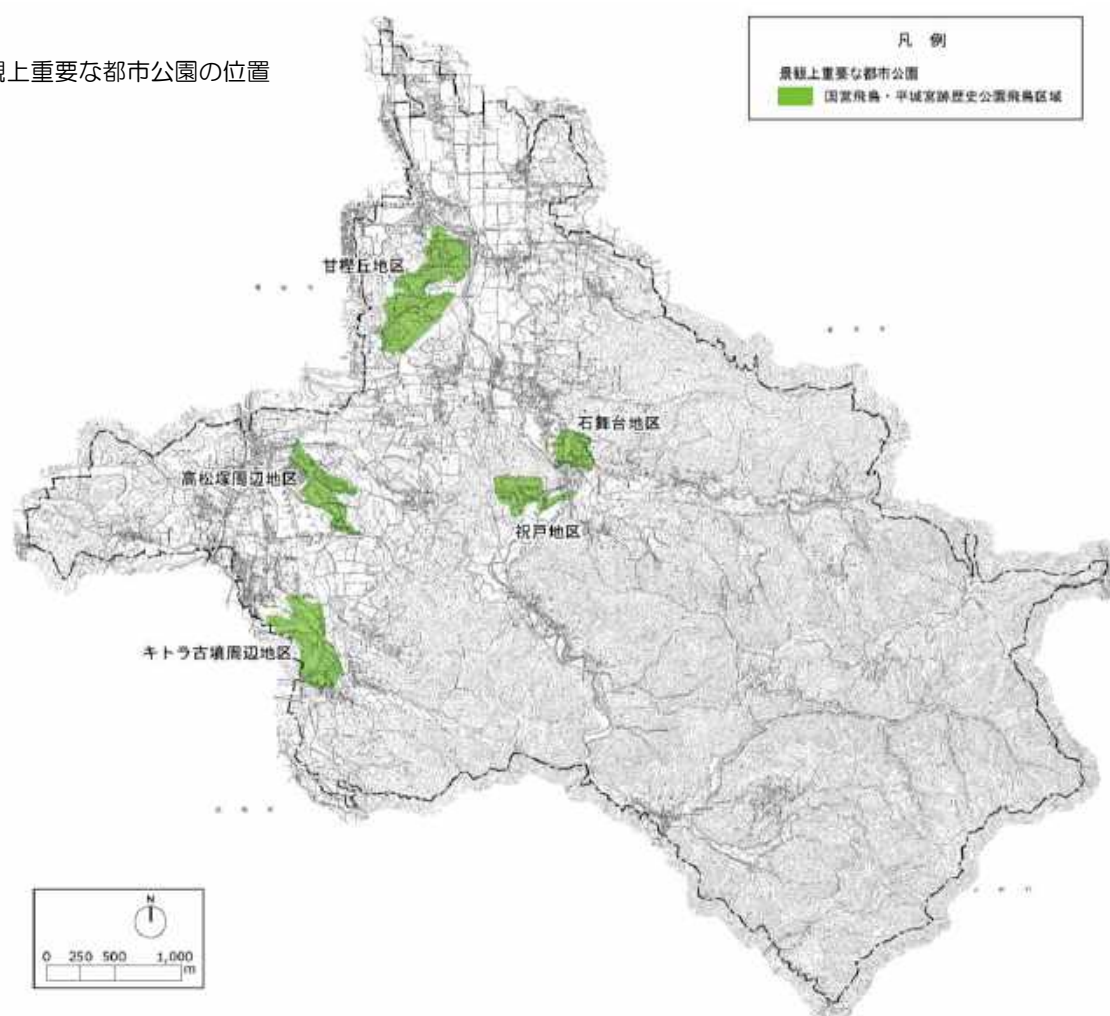 観上重要な都市公園の位置
凡 例
景観上重要な都市公園
国営飛鳥・平城宮跡歴史公園飛鳥区域
甘樫丘地区
石舞台地区
高松塚周辺地区
祝戸地区
キトラ古墳周辺地区
N
0 250 500 1,000
m